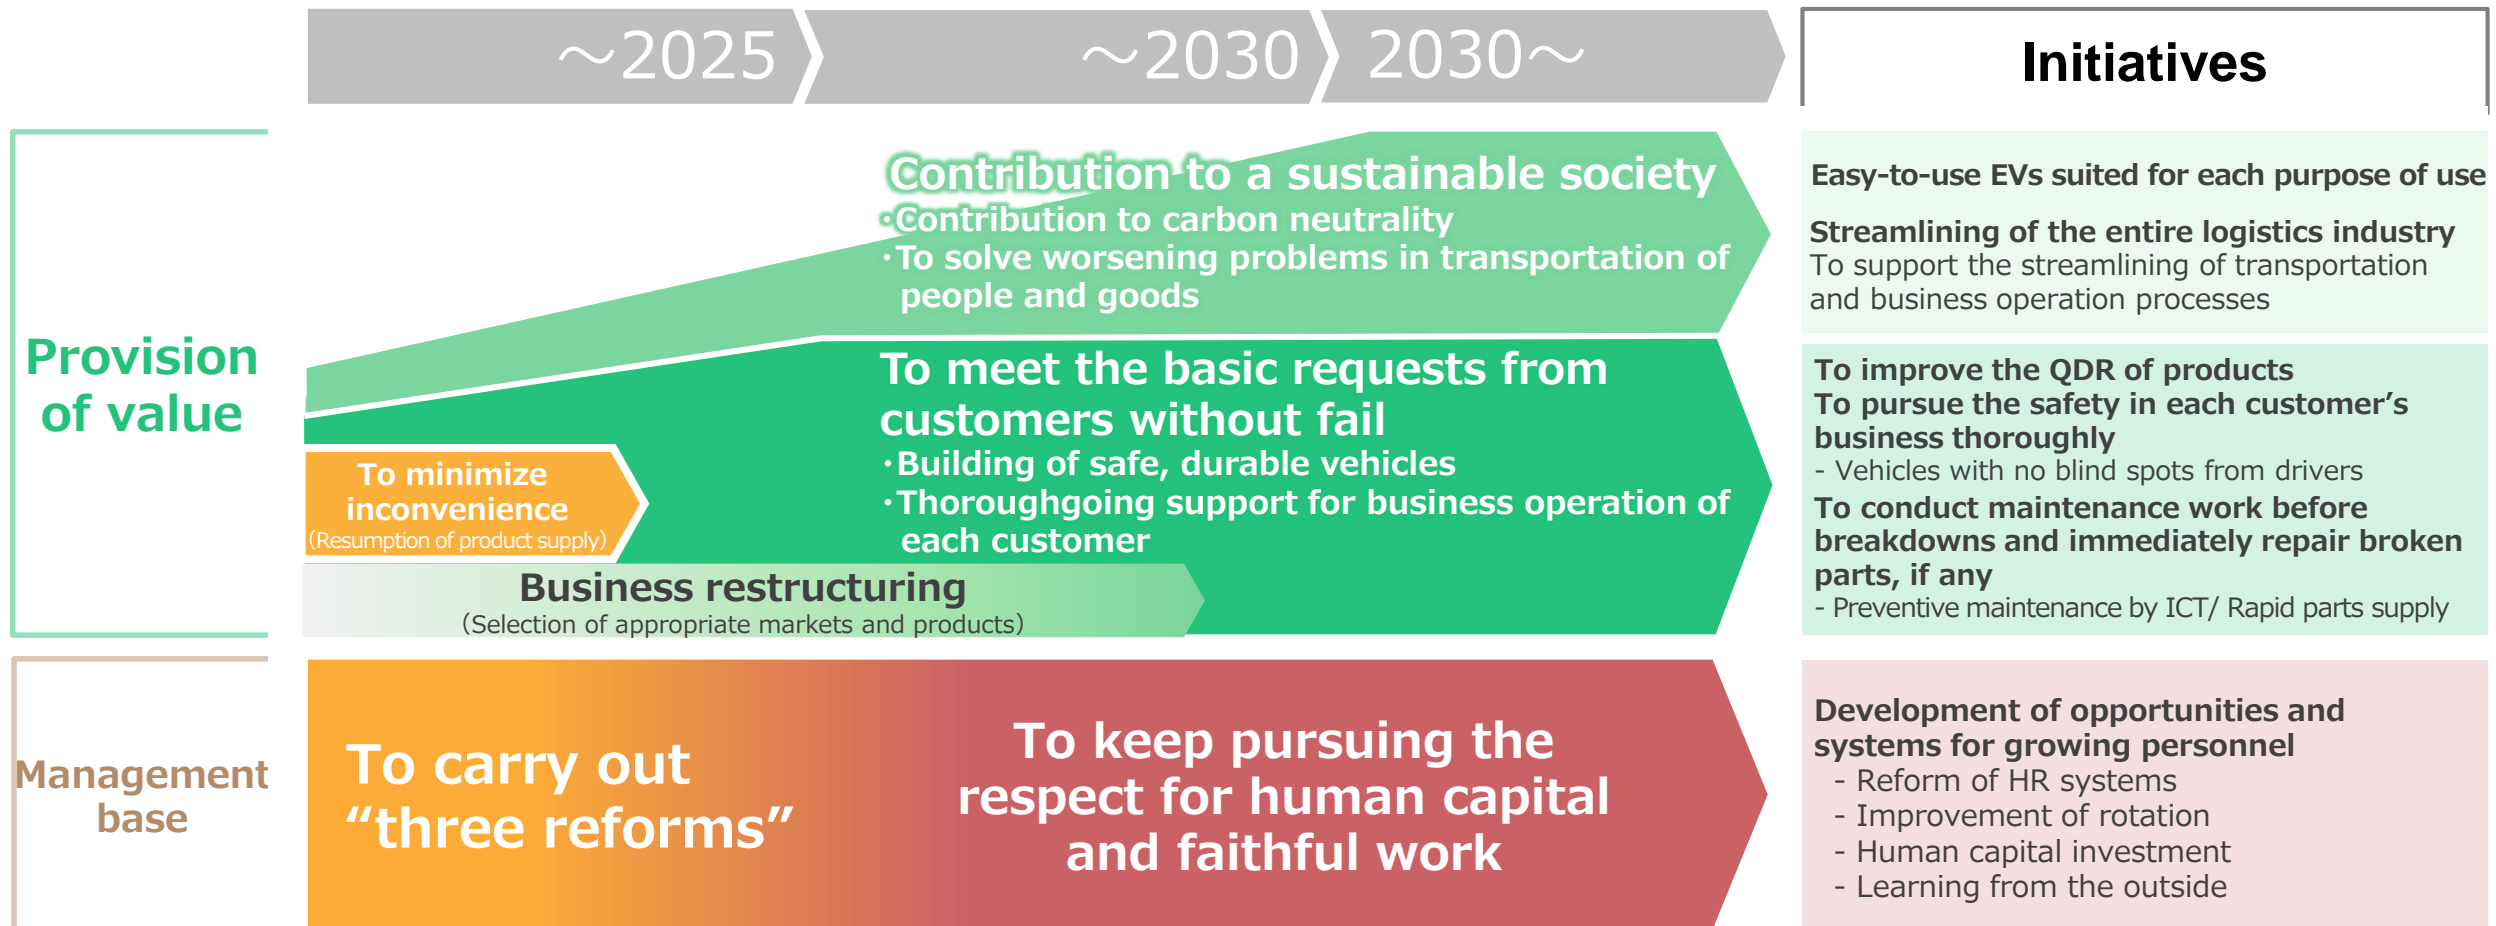 ～2025
～2030
2030～
Initiatives
Provision
of value
Contribution to a sustainable society
・Contribution to carbon neutrality
・To solve worsening problems in transportation of
people and goods
Easy-to-use EVs suited for each purpose of use
Streamlining of the entire logistics industry
To support the streamlining of transportation
and business operation processes
To meet the basic requests from
customers without fail
・Building of safe, durable vehicles
・Thoroughgoing support for business operation of
each customer
To minimize
inconvenience
（Resumption of product supply）
Business restructuring
（Selection of appropriate markets and products）
To improve the QDR of products
To pursue the safety in each customer’s
business thoroughly
- Vehicles with no blind spots from drivers
To conduct maintenance work before
breakdowns and immediately repair broken
parts, if any
- Preventive maintenance by ICT/ Rapid parts supply
Management
base
To carry out
“three reforms”
To keep pursuing the
respect for human capital
and faithful work
Development of opportunities and
systems for growing personnel
- Reform of HR systems
- Improvement of rotation
- Human capital investment
- Learning from the outside